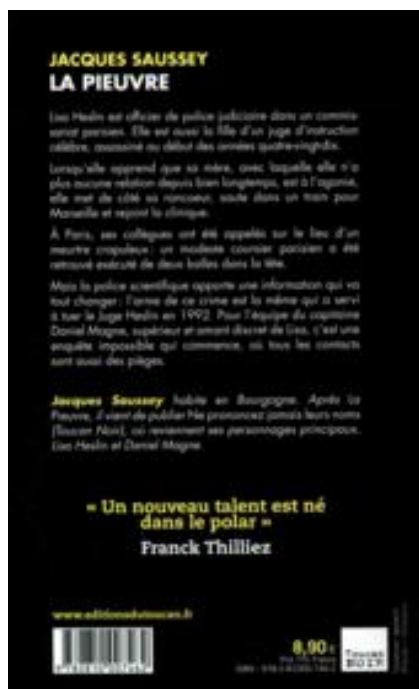 JACQUES SAUSSEY
LA PIEUVRE
Lisa Heslin est officier de police judiciaire dans un commis-
sariat parisien. Elle est aussi la fille d'un juge d'instruction
célèbre, assassiné au début des années quatre-vingt-dix.
Lorsqu'elle apprend que sa mère, avec laquelle elle n'a
plus aucune relation depuis bien longtemps, est à l'agonie,
elle met de côté sa rancœur, saute dans un train pour
Marseille et rejoint la clinique.
À Paris, ses collègues ont été appelés sur le lieu d'un
meurtre crapuleux : un modeste coursier parisien a été
retrouvé exécuté de deux balles dans la tête.
Mais la police scientifique apporte une information qui va
tout changer : l'arme de ce crime est la même qui a servi
à tuer le Juge Heslin en 1992. Pour l'équipe du capitaine
Daniel Magne, supérieur et amant discret de Lisa, c'est une
enquête impossible qui commence, où tous les contacts
sont aussi des pièges.
Jacques Saussey habite en Bourgogne. Après La
Pieuvre, il vient de publier Ne prononcez jamais leurs noms
(Toucan Noir), où reviennent ses personnages principaux,
Lisa Heslin et Daniel Magne.
« Un nouveau talent est né
dans le polar »
Franck Thilliez
www.editionsdutoucan.fr
8,90 €
Prix TTC France
ISBN
Toucan
NOIR